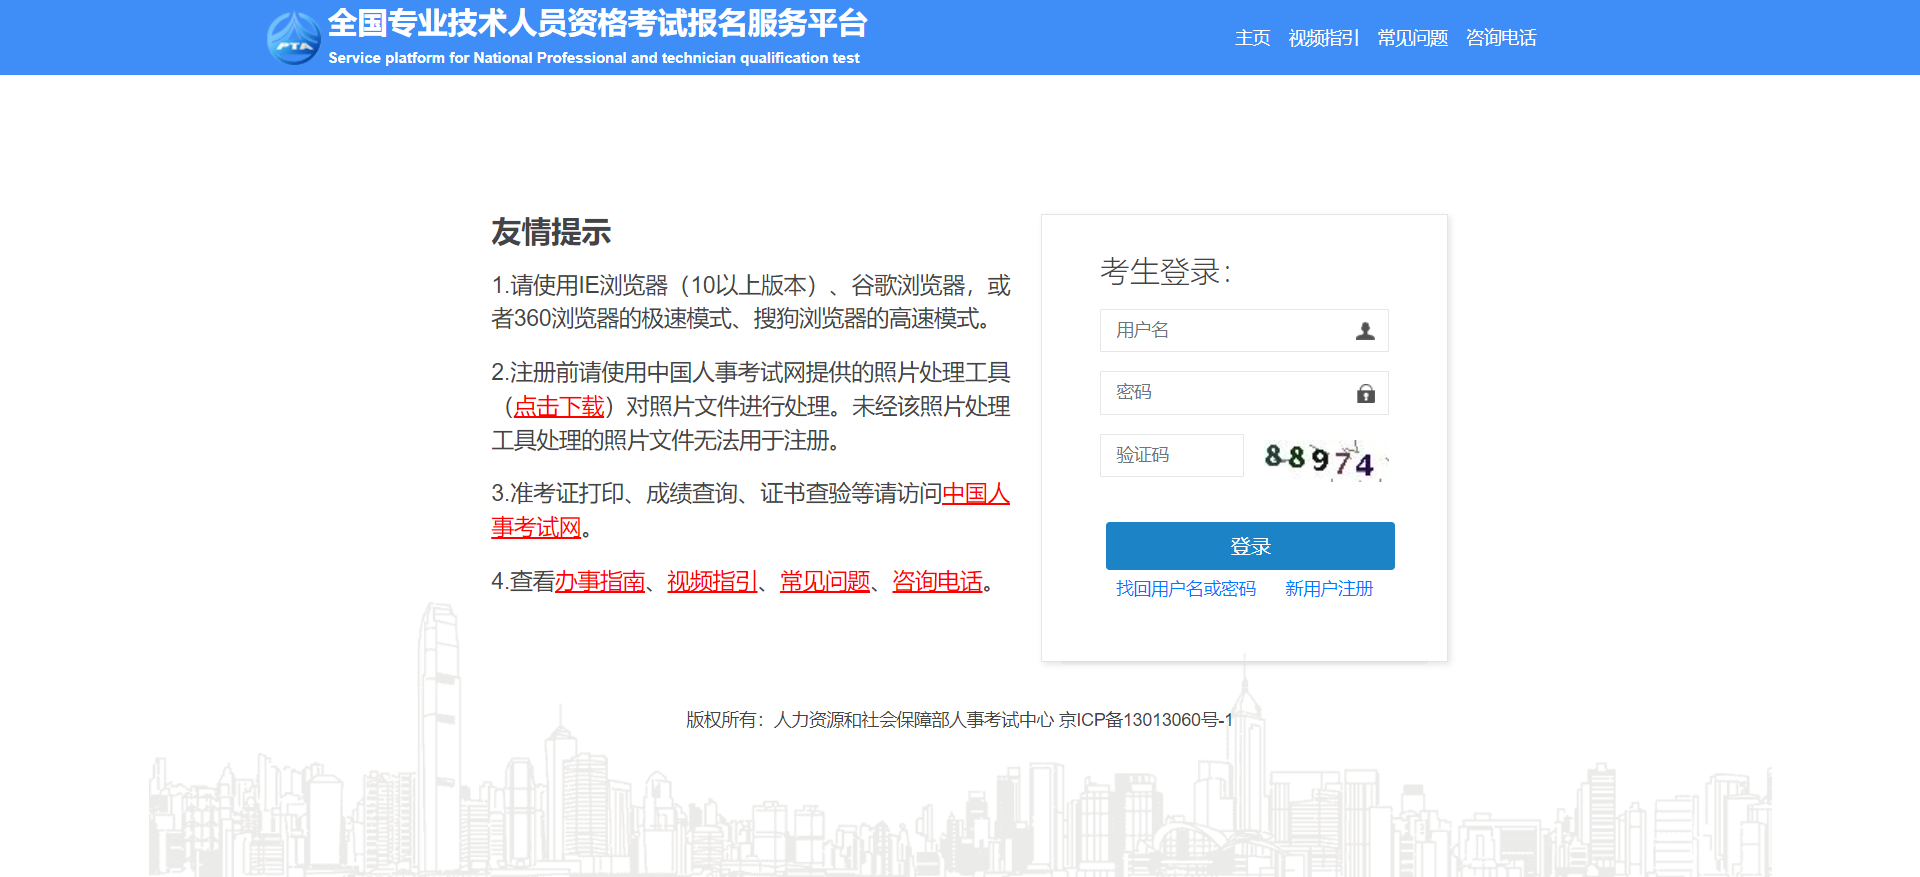 全国专业技术人员资格考试报名服务平台
Service platform for National Professional and technician qualification test
PTA
主页 视频指引 常见问题 咨询电话
友情提示
1.请使用IE浏览器（10以上版本）、谷歌浏览器，或
者360浏览器的极速模式、搜狗浏览器的高速模式。
2.注册前请使用中国人事考试网提供的照片处理工具
（点击下载）对照片文件进行处理。未经该照片处理
工具处理的照片文件无法用于注册。
3.准考证打印、成绩查询、证书查验等请访问中国人
事考试网。
4.查看办事指南、视频指引、常见问题、咨询电话。
考生登录：
用户名
密码
验证码 88974
登录
找回用户名或密码 新用户注册
版权所有：人力资源和社会保障部人事考试中心 京ICP备13013060号-1